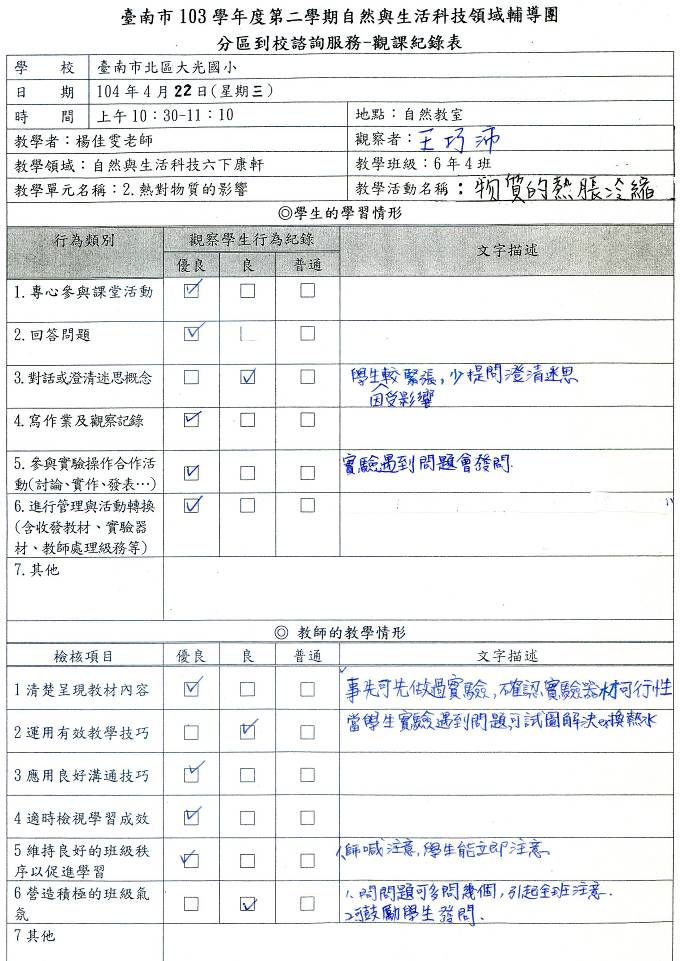 臺南市 103 學年度第二學期自然與生活科技領域輔導團
分區到校諮詢服務-觀課紀錄表
學 校 臺南市北區大光國小
日 期 104 年 4 月 22 日(星期三)
時 間 上午 10：30-11：10 地點：自然教室
教學者：楊佳雯老師 觀察者：王巧沛
教學領域：自然與生活科技六下康軒 教學班級：6 年 4 班
教學單元名稱：2.熱對物質的影響 教學活動名稱：物質的熱脹冷縮
◎學生的學習情形
行為類別 觀察學生行為紀錄 文字描述
優良 良 普通
1.專心參與課堂活動 ☑ □ □
2.回答問題 ☑ □ □
3.對話或澄清迷思概念 □ ☑ □ 學生較緊張，少提問澄清迷思
因受影響
4.寫作業及觀察記錄 ☑ □ □
5.參與實驗操作合作活 ☑ □ □ 實驗遇到問題會發問.
動(討論、實作、發表…)
6.進行管理與活動轉換 ☑ □ □
(含收發教材、實驗器
材、教師處理級務等)
7.其他
◎ 教師的教學情形
檢核項目 優良 良 普通 文字描述
1 清楚呈現教材內容 ☑ □ □ 事先可先做過實驗，確認實驗器材可行性
2 運用有效教學技巧 □ ☑ □ 當學生實驗遇到問題可試圖解決ex換熱水
3 應用良好溝通技巧 ☑ □ □
4 適時檢視學習成效 ☑ □ □
5 維持良好的班級秩 ☑ □ □ 1.師喊注意，學生能立即注意
序以促進學習
6 營造積極的班級氣 □ ☑ □ 1.問問題可多問幾個，引起全班注意.
氛 2.可鼓勵學生發問.
7 其他